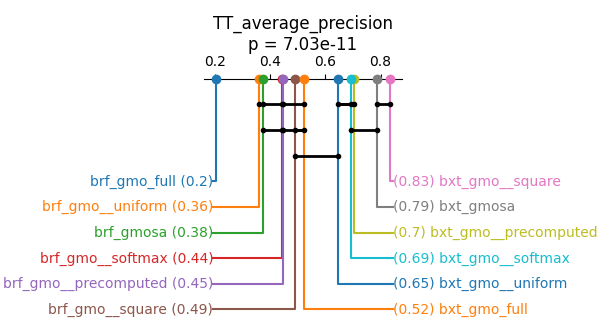 TT_average_precision
p = 7.03e-11
0.2 0.4 0.6 0.8
brf_gmo_full (0.2) (0.83) bxt_gmo__square
brf_gmo__uniform (0.36) (0.79) bxt_gmosa
brf_gmosa (0.38) (0.7) bxt_gmo__precomputed
brf_gmo__softmax (0.44) (0.69) bxt_gmo__softmax
brf_gmo__precomputed (0.45) (0.65) bxt_gmo__uniform
brf_gmo__square (0.49) (0.52) bxt_gmo_full